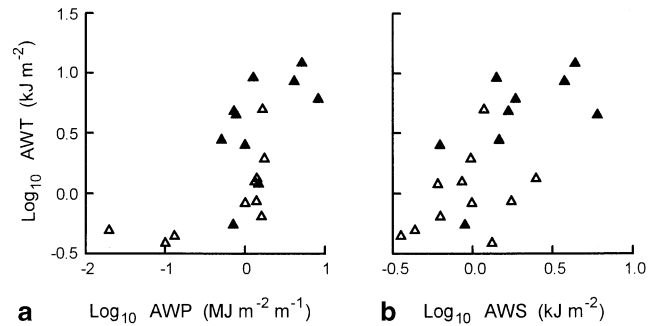 Log₁₀ AWT (kJ m⁻²)
1.5
1.0
0.5
0.0
-0.5
-2 -1 0 1
-0.5 0.0 0.5 1.0
a Log₁₀ AWP (MJ m⁻² m⁻¹)
b Log₁₀ AWS (kJ m⁻²)